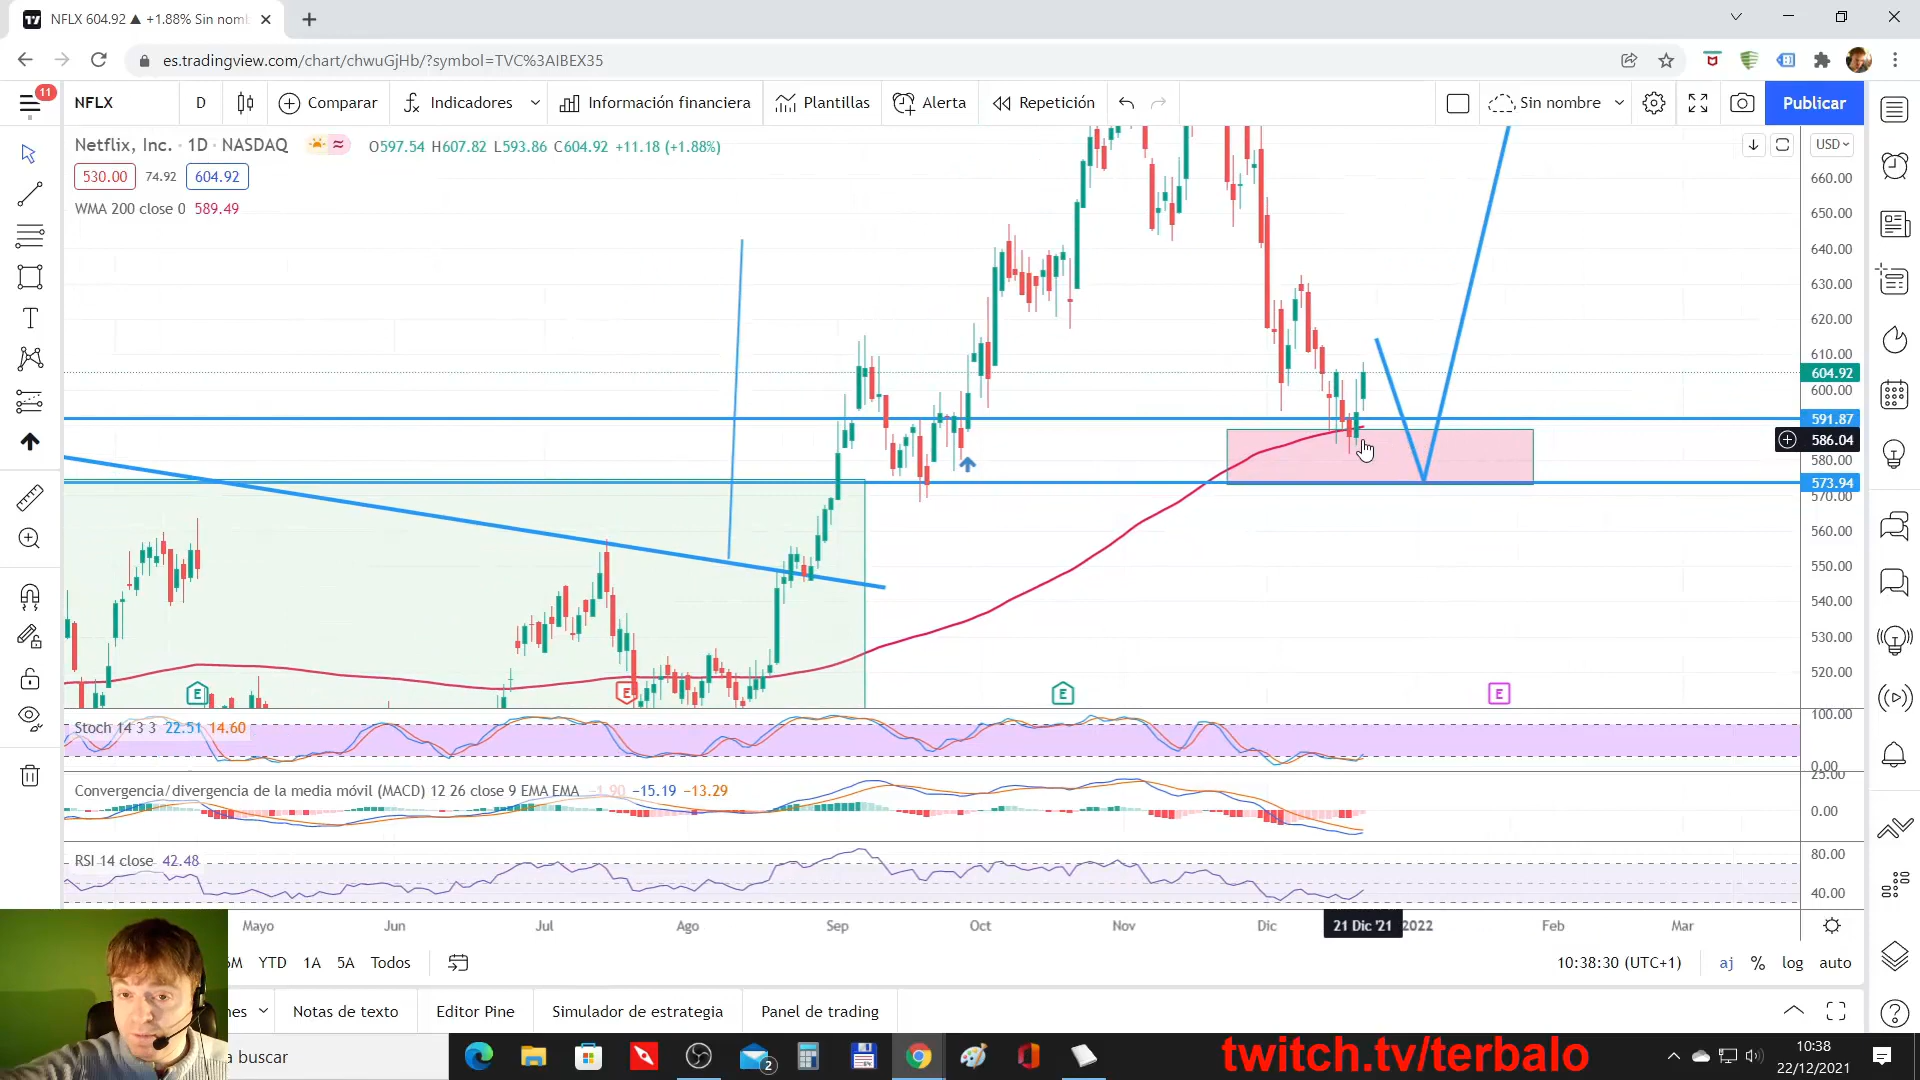 NFLX 604.92 ▲ +1.88% Sin nomb
es.tradingview.com/chart/chwuGjHb/?symbol=TVC%3AIBEX35
11
NFLX
D
Comparar
Indicadores
Información financiera
Plantillas
Alerta
Repetición
Sin nombre
Publicar
Netflix, Inc. · 1D · NASDAQ
O597.54 H607.82 L593.86 C604.92 +11.18 (+1.88%)
USD
530.00 74.92 604.92
WMA 200 close 0 589.49
660.00
650.00
640.00
630.00
620.00
610.00
604.92
600.00
591.87
586.04
580.00
573.94
570.00
560.00
550.00
540.00
530.00
520.00
E
E
E
E
Stoch 14 3 3 22.51 14.60
100.00
0.00
Convergencia/divergencia de la media móvil (MACD) 12 26 close 9 EMA EMA −1.90 −15.19 −13.29
25.00
0.00
RSI 14 close 42.48
80.00
40.00
Mayo
Jun
Jul
Ago
Sep
Oct
Nov
Dic
21 Dic '21
2022
Feb
Mar
6M
YTD
1A
5A
Todos
10:38:30 (UTC+1)
aj
%
log
auto
nes
Notas de texto
Editor Pine
Simulador de estrategia
Panel de trading
a buscar
2
twitch.tv/terbalo
10:38
22/12/2021